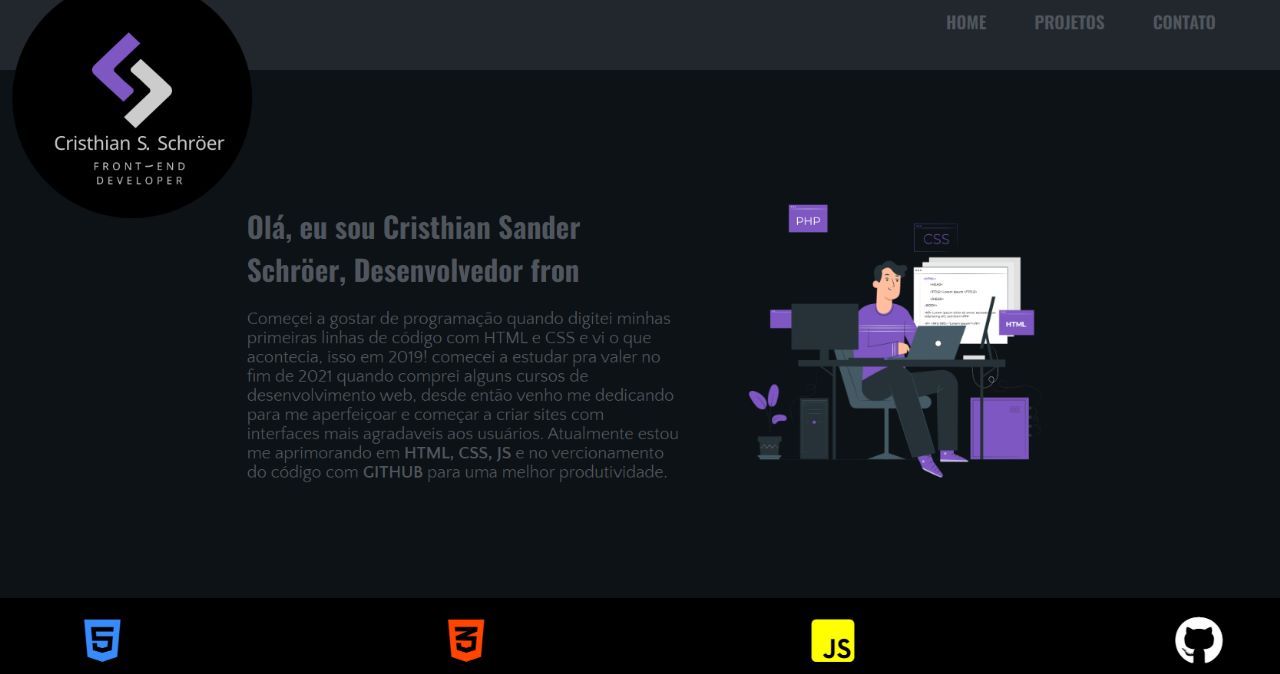 HOME PROJETOS CONTATO
Cristhian S. Schröer
FRONT-END
DEVELOPER
Olá, eu sou Cristhian Sander
Schröer, Desenvolvedor fron
Começei a gostar de programação quando digitei minhas
primeiras linhas de código com HTML e CSS e vi o que
acontecia, isso em 2019! comecei a estudar pra valer no
fim de 2021 quando comprei alguns cursos de
desenvolvimento web, desde então venho me dedicando
para me aperfeiçoar e começar a criar sites com
interfaces mais agradaveis aos usuários. Atualmente estou
me aprimorando em HTML, CSS, JS e no vercionamento
do código com GITHUB para uma melhor produtividade.
PHP
CSS
HTML
5
3
JS